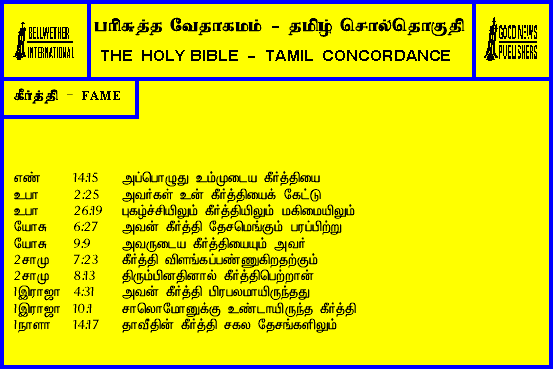 BELLWETHER
INTERNATIONAL
பரிசுத்த வேதாகமம் - தமிழ் சொல்தொகுதி
THE HOLY BIBLE - TAMIL CONCORDANCE
GOOD NEWS
PUBLISHERS
கீர்த்தி - FAME
எண் 14:15 அப்பொழுது உம்முடைய கீர்த்தியை
உபா 2:25 அவர்கள் உன் கீர்த்தியைக் கேட்டு
உபா 26:19 புகழ்ச்சியிலும் கீர்த்தியிலும் மகிமையிலும்
யோசு 6:27 அவன் கீர்த்தி தேசமெங்கும் பரப்பிற்று
யோசு 9:9 அவருடைய கீர்த்தியையும் அவர்
2சாமு 7:23 கீர்த்தி விளங்கப்பண்ணுகிறதற்கும்
2சாமு 8:13 திரும்பினதினால் கீர்த்திபெற்றான்
1இராஜா 4:31 அவன் கீர்த்தி பிரபலமாயிருந்தது
1இராஜா 10:1 சாலொமோனுக்கு உண்டாயிருந்த கீர்த்தி
1நாளா 14:17 தாவீதின் கீர்த்தி சகல தேசங்களிலும்